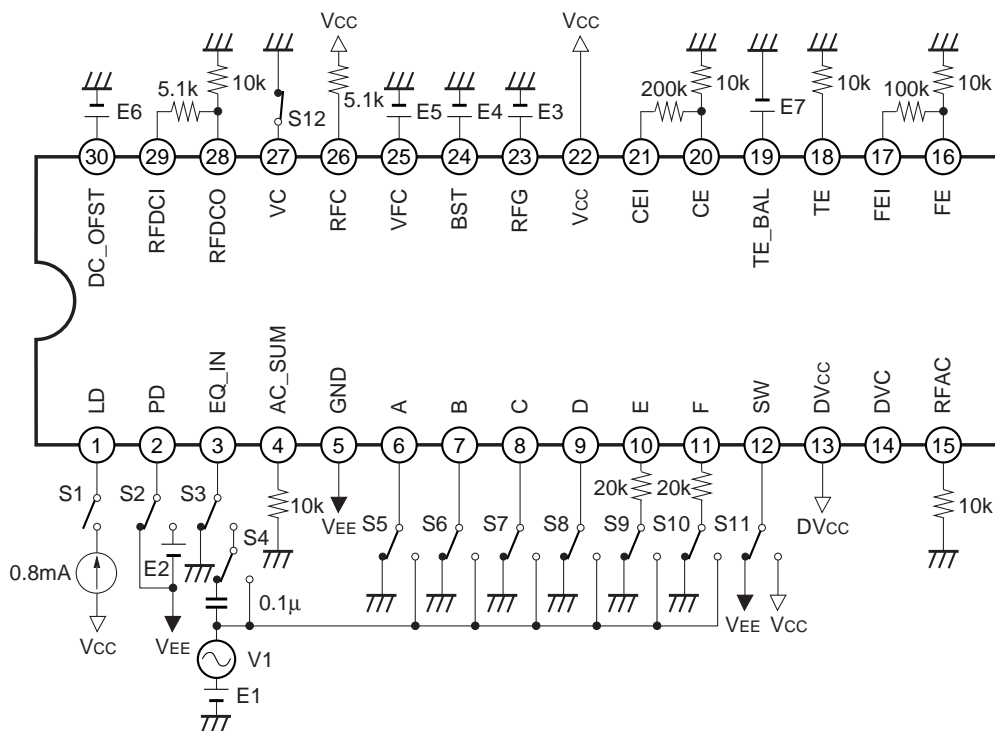 VCC VCC
10k 5.1k E6 S12 5.1k E5 E4 E3 200k 10k E7 10k 100k 10k
30 29 28 27 26 25 24 23 22 21 20 19 18 17 16
DC_OFST RFDCI RFDCO VC RFC VFC BST RFG VCC CEI CE TE_BAL TE FEI FE
LD PD EQ_IN AC_SUM GND A B C D E F SW DVCC DVC RFAC
1 2 3 4 5 6 7 8 9 10 11 12 13 14 15
S1 S2 S3 S4 10k VEE S5 S6 S7 S8 20k S9 20k S10 S11 DVCC 10k
0.8mA E2 0.1µ VEE VCC
VCC VEE V1
E1